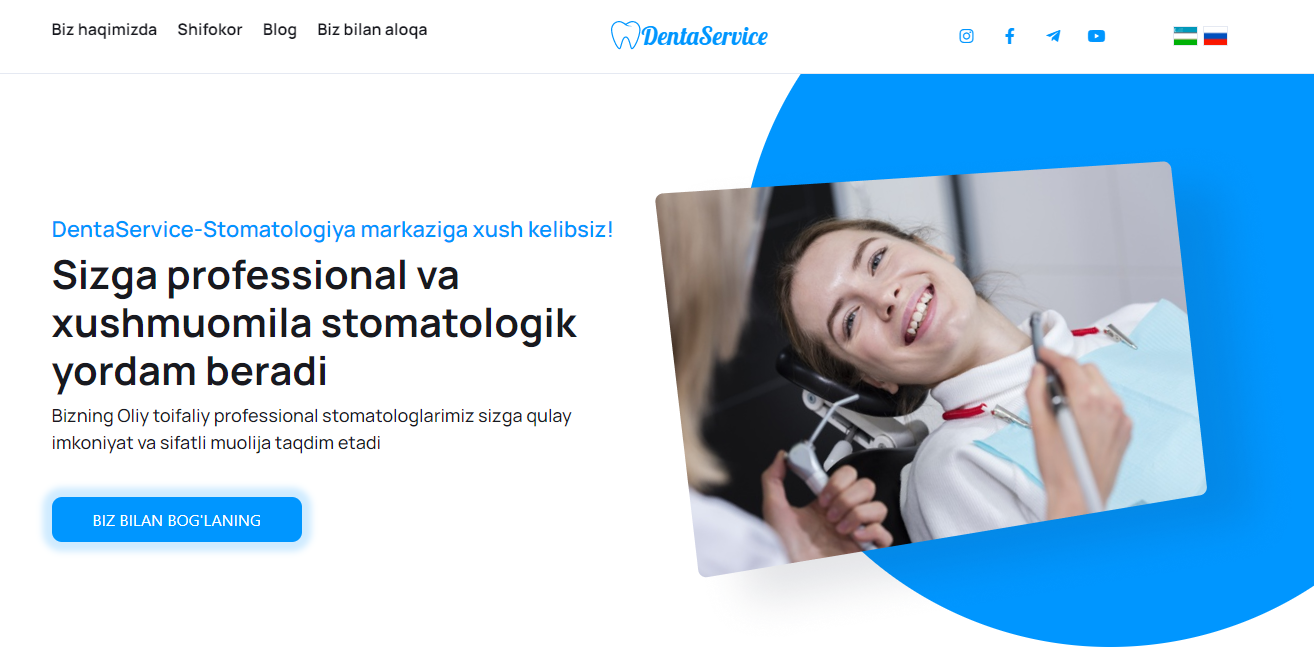 Biz haqimizda Shifokor Blog Biz bilan aloqa
DentaService
DentaService-Stomatologiya markaziga xush kelibsiz!
Sizga professional va
xushmuomila stomatologik
yordam beradi
Bizning Oliy toifaliy professional stomatologlarimiz sizga qulay
imkoniyat va sifatli muolija taqdim etadi
BIZ BILAN BOG'LANING